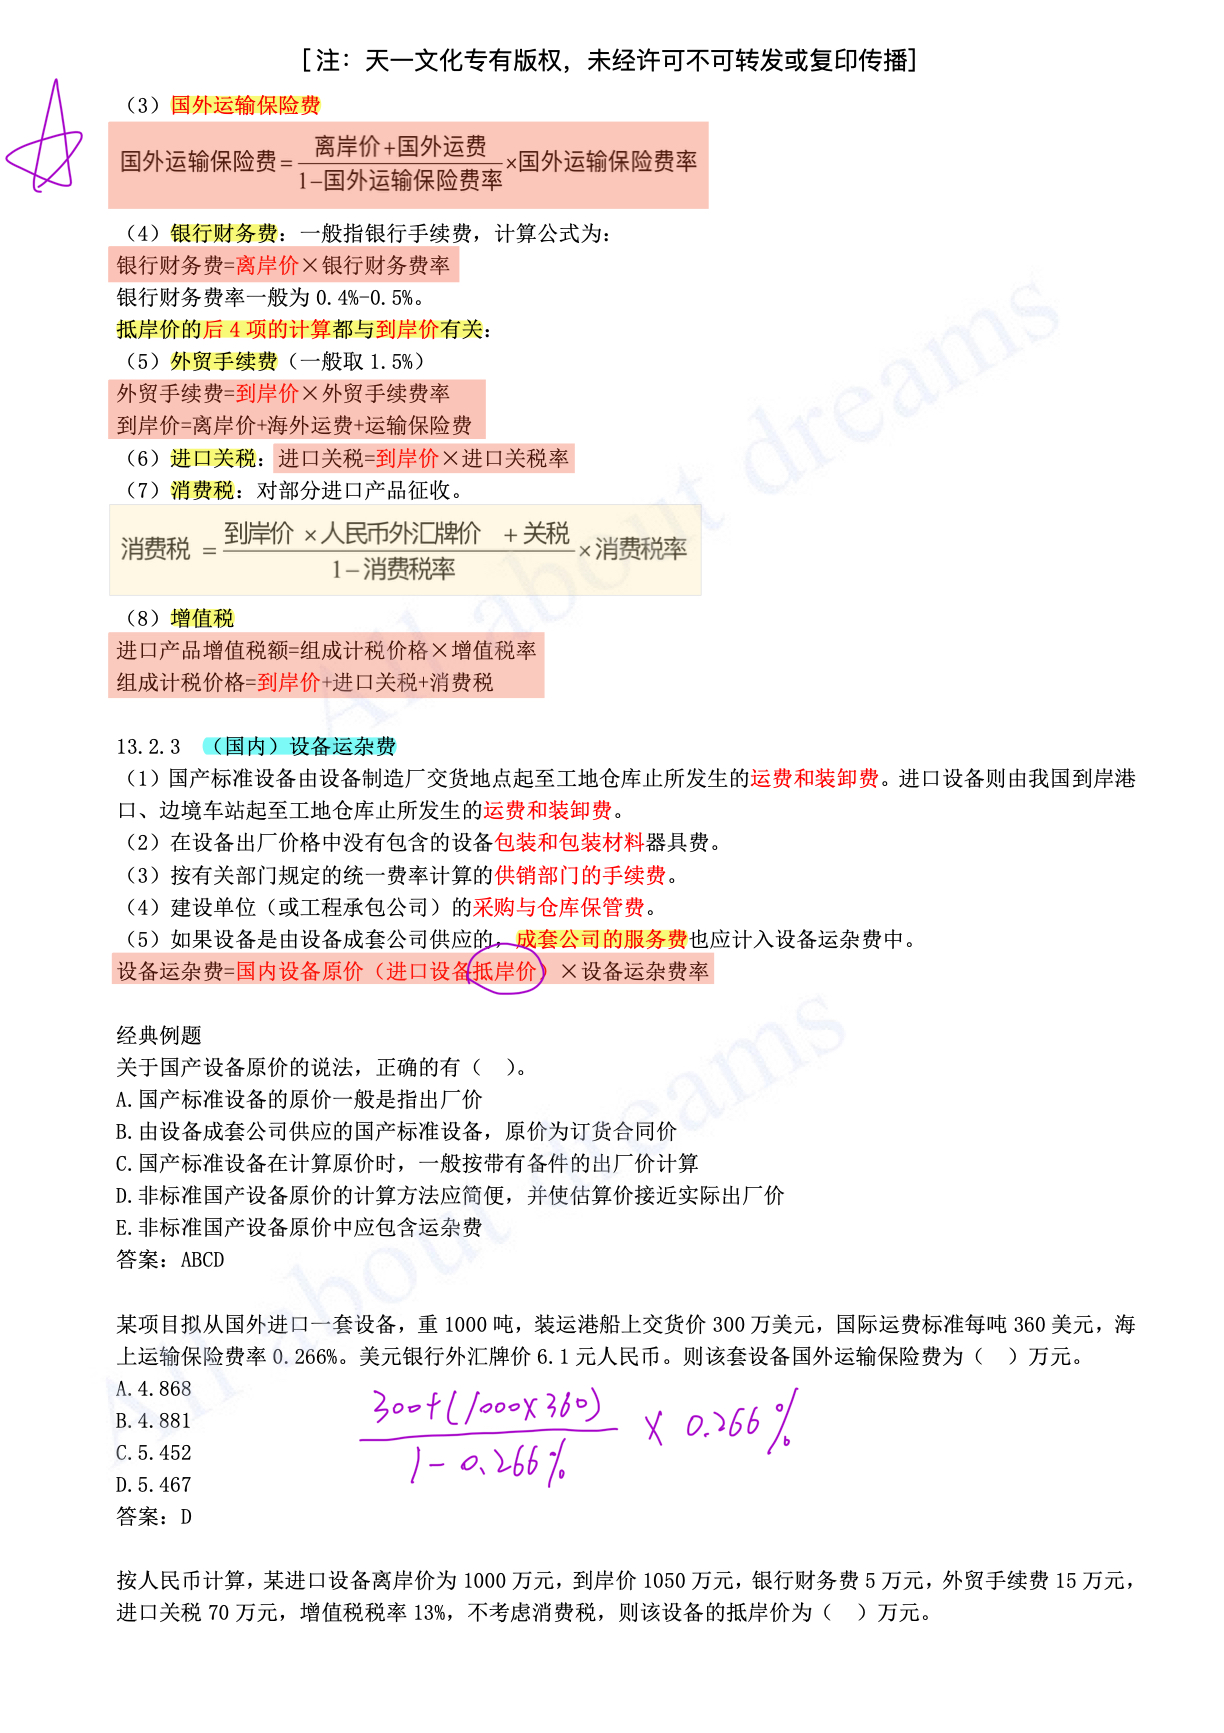 [注：天一文化专有版权，未经许可不可转发或复印传播]
（3）国外运输保险费
国外运输保险费=离岸价+国外运费/1-国外运输保险费率×国外运输保险费率
（4）银行财务费：一般指银行手续费，计算公式为：
银行财务费=离岸价×银行财务费率
银行财务费率一般为 0.4%-0.5%。
抵岸价的后 4 项的计算都与到岸价有关：
（5）外贸手续费（一般取 1.5%）
外贸手续费=到岸价×外贸手续费率
到岸价=离岸价+海外运费+运输保险费
（6）进口关税：进口关税=到岸价×进口关税率
（7）消费税：对部分进口产品征收。
消费税 =到岸价 ×人民币外汇牌价 +关税/1-消费税率×消费税率
（8）增值税
进口产品增值税额=组成计税价格×增值税率
组成计税价格=到岸价+进口关税+消费税
13.2.3 （国内）设备运杂费
（1）国产标准设备由设备制造厂交货地点起至工地仓库止所发生的运费和装卸费。进口设备则由我国到岸港
口、边境车站起至工地仓库止所发生的运费和装卸费。
（2）在设备出厂价格中没有包含的设备包装和包装材料器具费。
（3）按有关部门规定的统一费率计算的供销部门的手续费。
（4）建设单位（或工程承包公司）的采购与仓库保管费。
（5）如果设备是由设备成套公司供应的，成套公司的服务费也应计入设备运杂费中。
设备运杂费=国内设备原价（进口设备抵岸价）×设备运杂费率
经典例题
关于国产设备原价的说法，正确的有（ ）。
A.国产标准设备的原价一般是指出厂价
B.由设备成套公司供应的国产标准设备，原价为订货合同价
C.国产标准设备在计算原价时，一般按带有备件的出厂价计算
D.非标准国产设备原价的计算方法应简便，并使估算价接近实际出厂价
E.非标准国产设备原价中应包含运杂费
答案：ABCD
某项目拟从国外进口一套设备，重 1000 吨，装运港船上交货价 300 万美元，国际运费标准每吨 360 美元，海
上运输保险费率 0.266%。美元银行外汇牌价 6.1 元人民币。则该套设备国外运输保险费为（ ）万元。
A.4.868
B.4.881
C.5.452
D.5.467
300+(1000×360)/1-0.266% × 0.266%
答案：D
按人民币计算，某进口设备离岸价为 1000 万元，到岸价 1050 万元，银行财务费 5 万元，外贸手续费 15 万元，
进口关税 70 万元，增值税税率 13%，不考虑消费税，则该设备的抵岸价为（ ）万元。
All about dreams
All about dreams